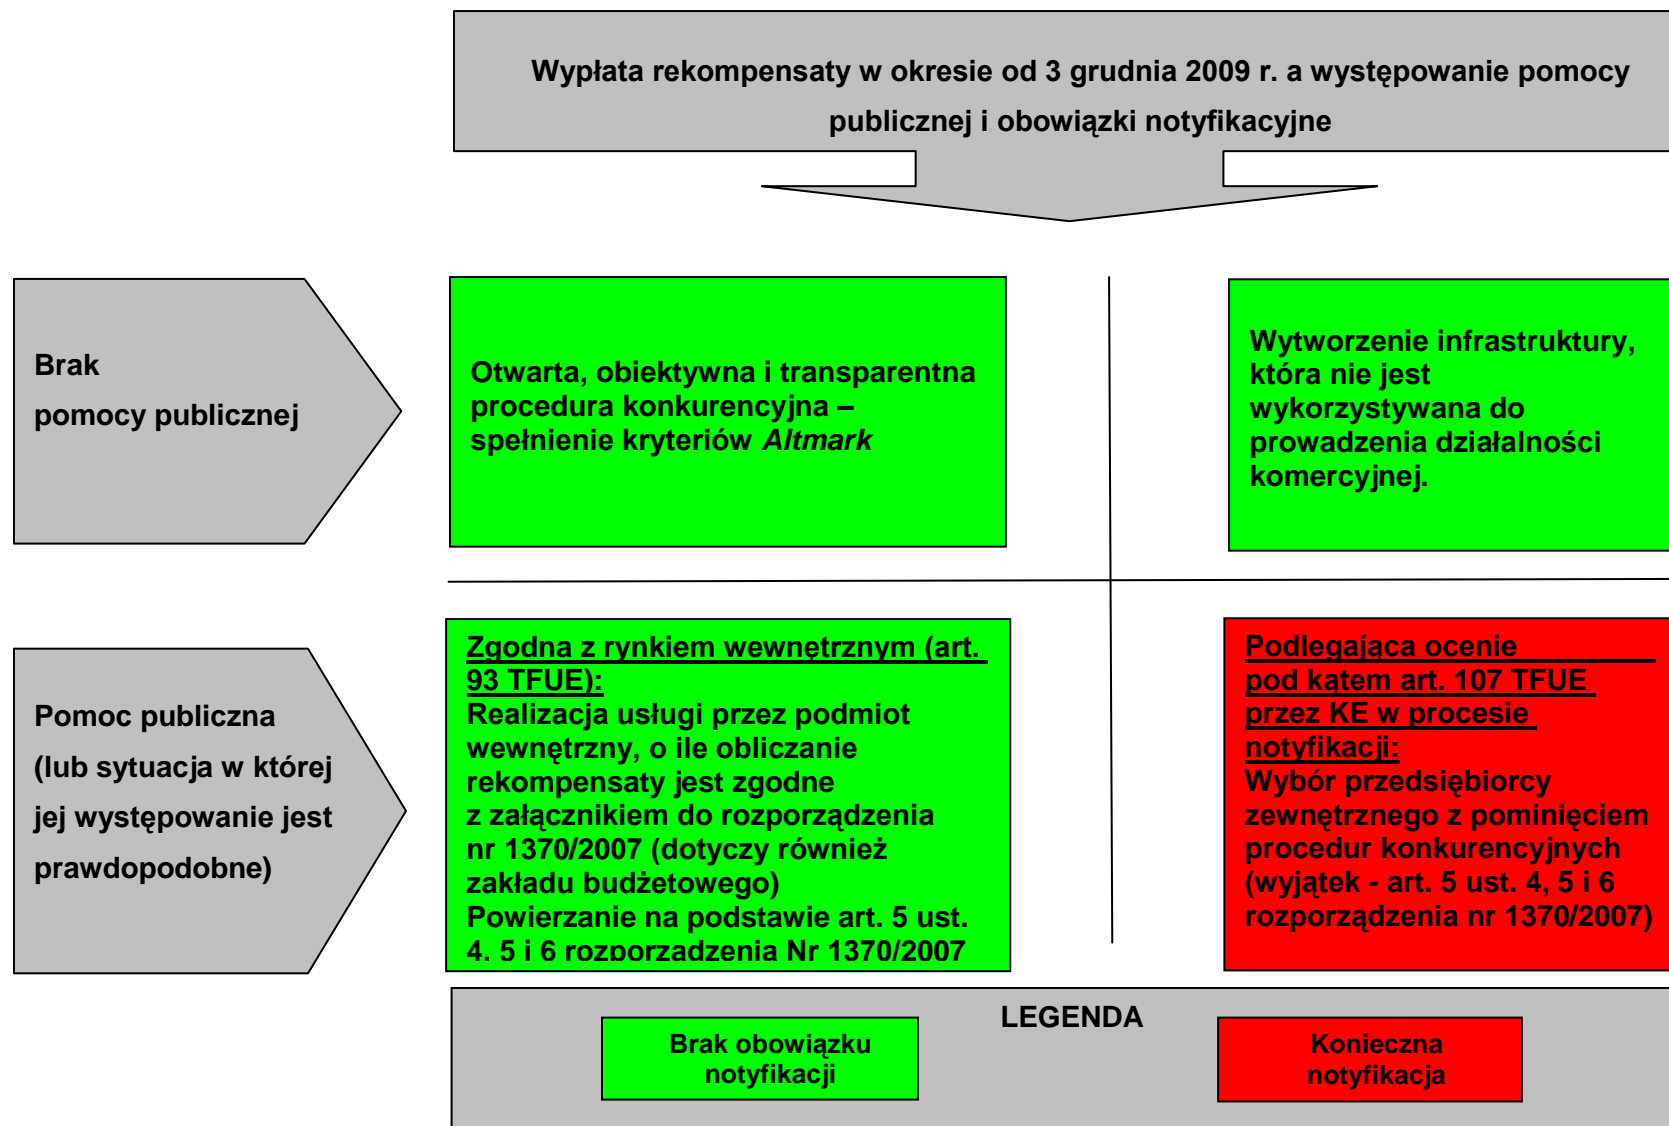 Wypłata rekompensaty w okresie od 3 grudnia 2009 r. a występowanie pomocy
publicznej i obowiązki notyfikacyjne
Brak
pomocy publicznej
Otwarta, obiektywna i transparentna
procedura konkurencyjna –
spełnienie kryteriów Altmark
Wytworzenie infrastruktury,
która nie jest
wykorzystywana do
prowadzenia działalności
komercyjnej.
Pomoc publiczna
(lub sytuacja w której
jej występowanie jest
prawdopodobne)
Zgodna z rynkiem wewnętrznym (art.
93 TFUE):
Realizacja usługi przez podmiot
wewnętrzny, o ile obliczanie
rekompensaty jest zgodne
z załącznikiem do rozporządzenia
nr 1370/2007 (dotyczy również
zakładu budżetowego)
Powierzanie na podstawie art. 5 ust.
4, 5 i 6 rozporządzenia Nr 1370/2007
Podlegająca ocenie
pod kątem art. 107 TFUE
przez KE w procesie
notyfikacji:
Wybór przedsiębiorcy
zewnętrznego z pominięciem
procedur konkurencyjnych
(wyjątek - art. 5 ust. 4, 5 i 6
rozporządzenia nr 1370/2007)
LEGENDA
Brak obowiązku
notyfikacji
Konieczna
notyfikacja